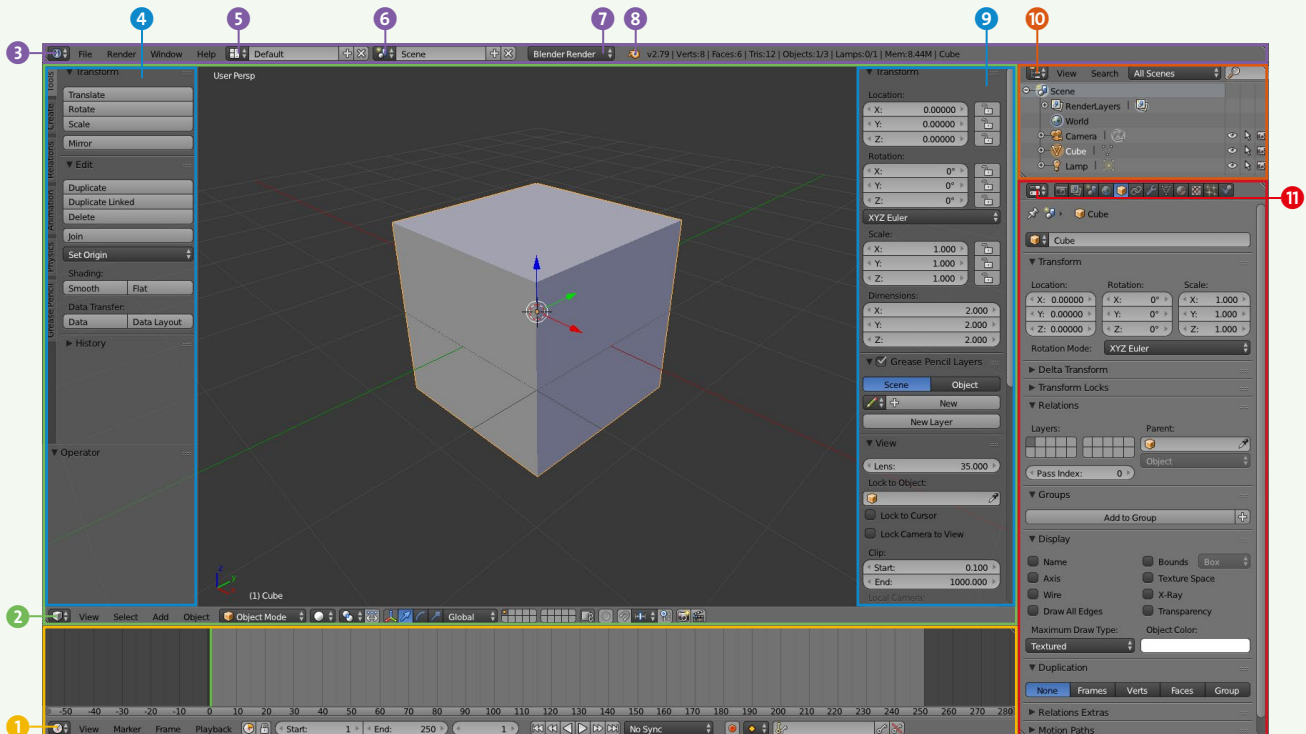 4 5 6 7 8 9 10
3 File Render Window Help Default Scene Blender Render v2.79 | Verts:8 | Faces:6 | Tris:12 | Objects:1/3 | Lamps:0/1 | Mem:8.44M | Cube
Tools
Create
Relations
Animation
Physics
Grease Pencil
Transform
Translate
Rotate
Scale
Mirror
Edit
Duplicate
Duplicate Linked
Delete
Join
Set Origin
Shading:
Smooth Flat
Data Transfer:
Data Data Layout
History
Operator
User Persp
z
y
(1) Cube
Transform
Location:
X: 0.00000
Y: 0.00000
Z: 0.00000
Rotation:
X: 0°
Y: 0°
Z: 0°
XYZ Euler
Scale:
X: 1.000
Y: 1.000
Z: 1.000
Dimensions:
X: 2.000
Y: 2.000
Z: 2.000
Grease Pencil Layers
Scene Object
New
New Layer
View
Lens: 35.000
Lock to Object:
Lock to Cursor
Lock Camera to View
Clip:
Start: 0.100
End: 1000.000
Local Camera:
2 View Select Add Object Object Mode Global
-50 -40 -30 -20 -10 0 10 20 30 40 50 60 70 80 90 100 110 120 130 140 150 160 170 180 190 200 210 220 230 240 250 260 270 280
1 View Marker Frame Playback Start: 1 End: 250 1 No Sync
View Search All Scenes
Scene
RenderLayers |
World
Camera |
Cube |
Lamp |
11
Cube
Cube
Transform
Location: Rotation: Scale:
X: 0.00000 X: 0° X: 1.000
Y: 0.00000 Y: 0° Y: 1.000
Z: 0.00000 Z: 0° Z: 1.000
Rotation Mode: XYZ Euler
Delta Transform
Transform Locks
Relations
Layers: Parent:
Object
Pass Index: 0
Groups
Add to Group
Display
Name Bounds Box
Axis Texture Space
Wire X-Ray
Draw All Edges Transparency
Maximum Draw Type: Object Color:
Textured
Duplication
None Frames Verts Faces Group
Relations Extras
Motion Paths